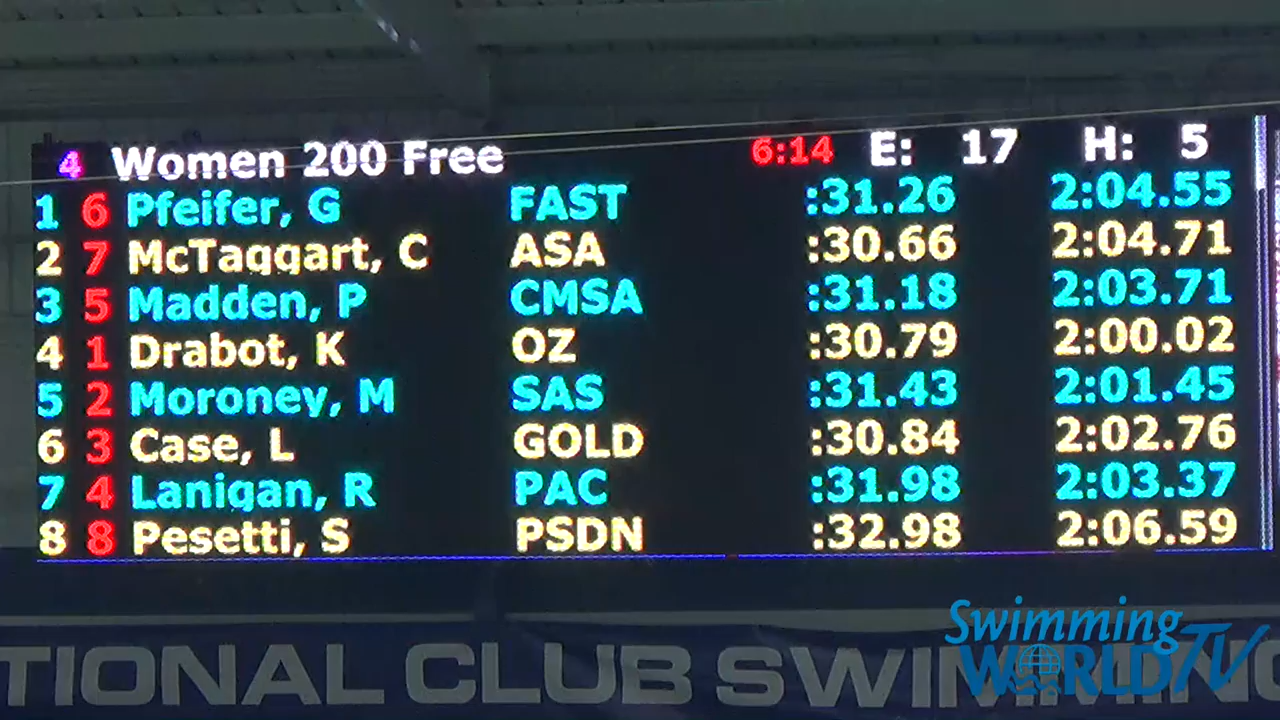 4 Women 200 Free 6:14 E: 17 H: 5
1 6 Pfeifer, G FAST :31.26 2:04.55
2 7 McTaggart, C ASA :30.66 2:04.71
3 5 Madden, P CMSA :31.18 2:03.71
4 1 Drabot, K OZ :30.79 2:00.02
5 2 Moroney, M SAS :31.43 2:01.45
6 3 Case, L GOLD :30.84 2:02.76
7 4 Lanigan, R PAC :31.98 2:03.37
8 8 Pesetti, S PSDN :32.98 2:06.59
TIONAL CLUB SWIMMING
Swimming
WORLD TV